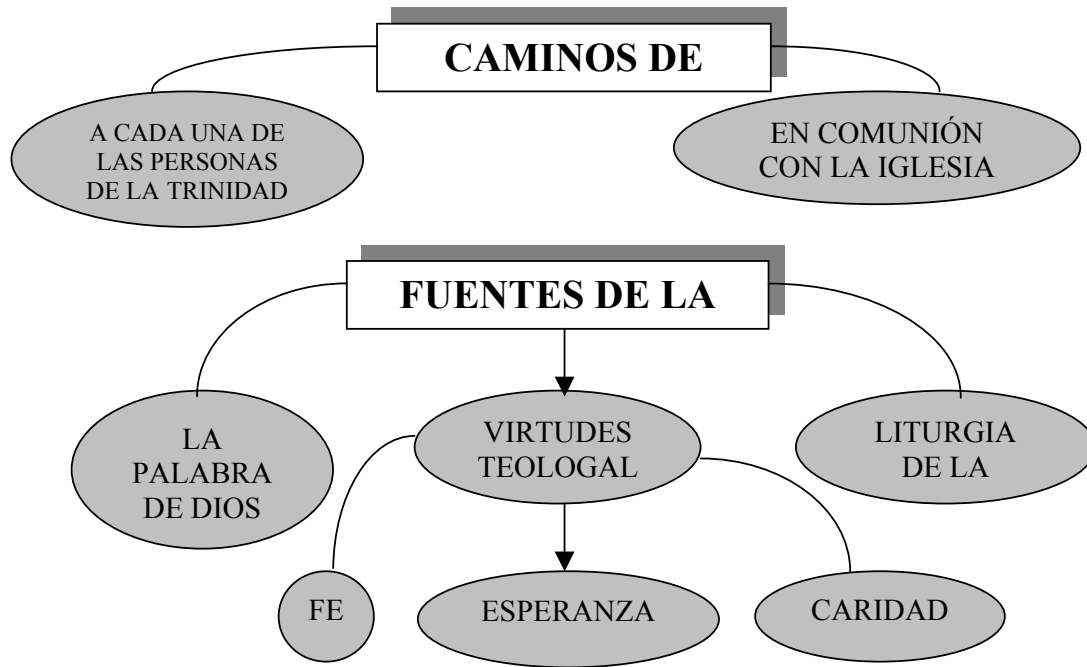 CAMINOS DE
A CADA UNA DE
LAS PERSONAS
DE LA TRINIDAD
EN COMUNIÓN
CON LA IGLESIA
FUENTES DE LA
LA
PALABRA
DE DIOS
VIRTUDES
TEOLOGAL
LITURGIA
DE LA
FE
ESPERANZA
CARIDAD